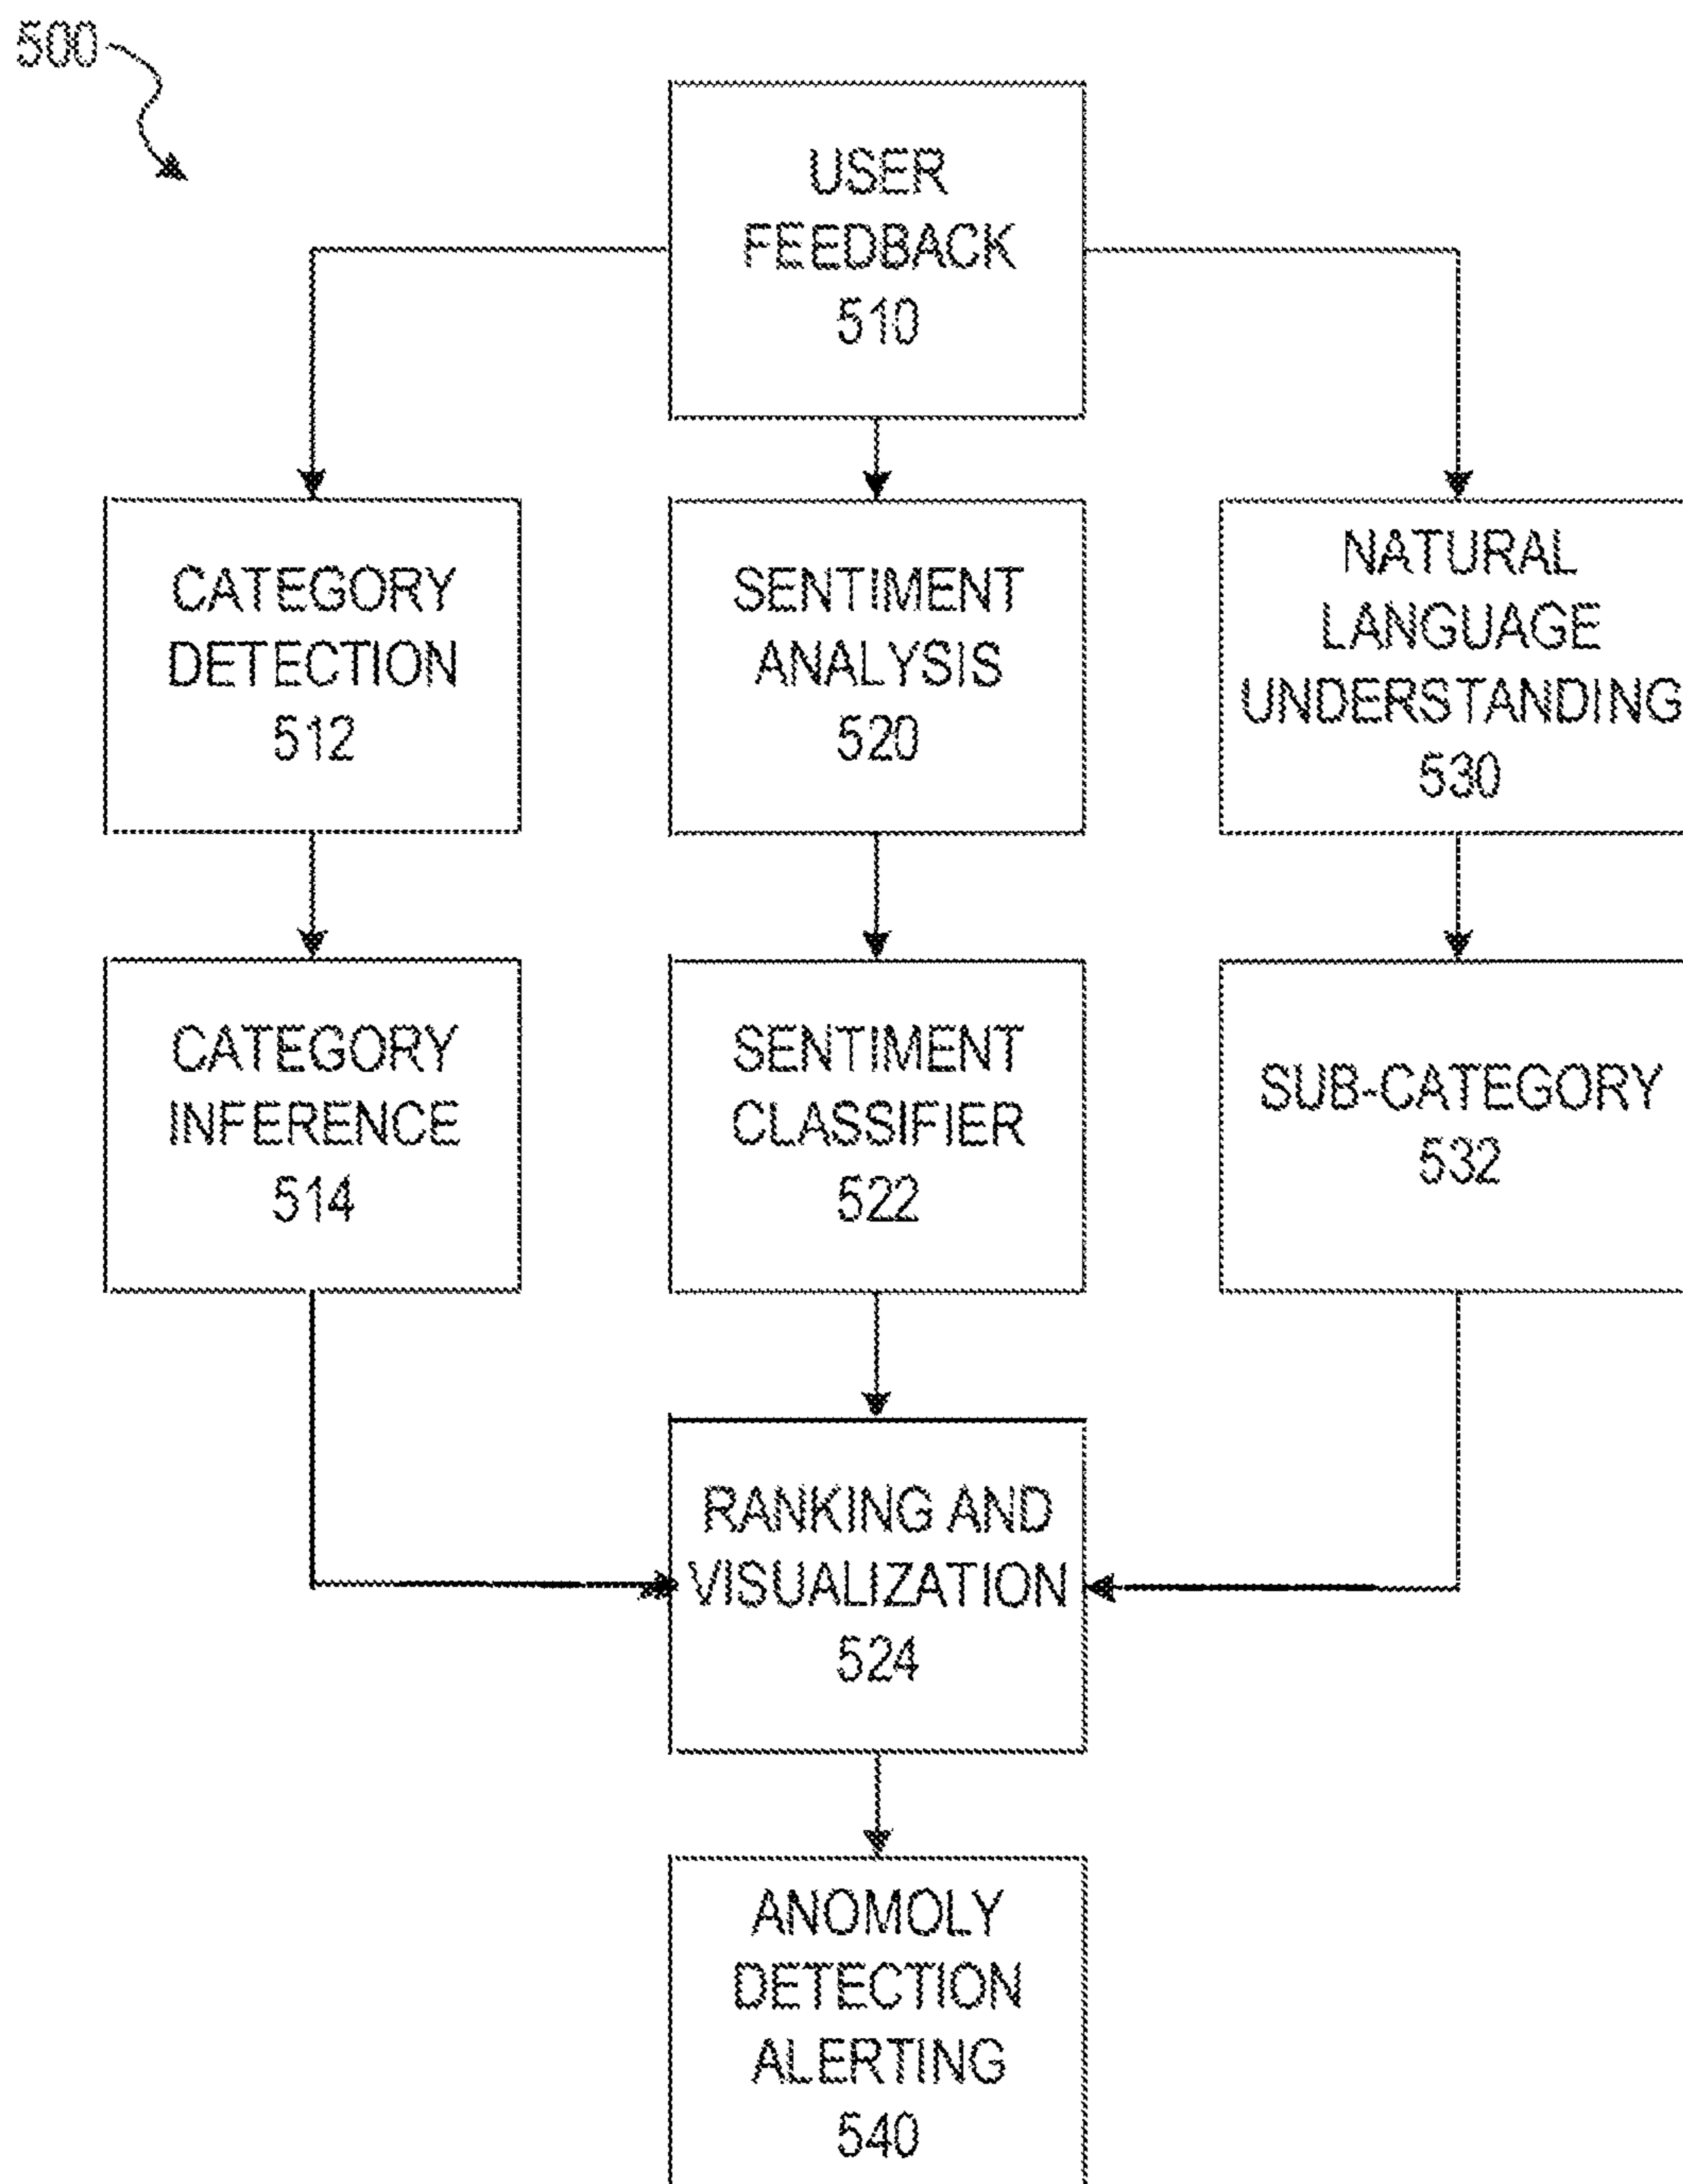 500
USER
FEEDBACK
510
CATEGORY
DETECTION
512
SENTIMENT
ANALYSIS
520
NATURAL
LANGUAGE
UNDERSTANDING
530
CATEGORY
INFERENCE
514
SENTIMENT
CLASSIFIER
522
SUB-CATEGORY
532
RANKING AND
VISUALIZATION
524
ANOMOLY
DETECTION
ALERTING
540